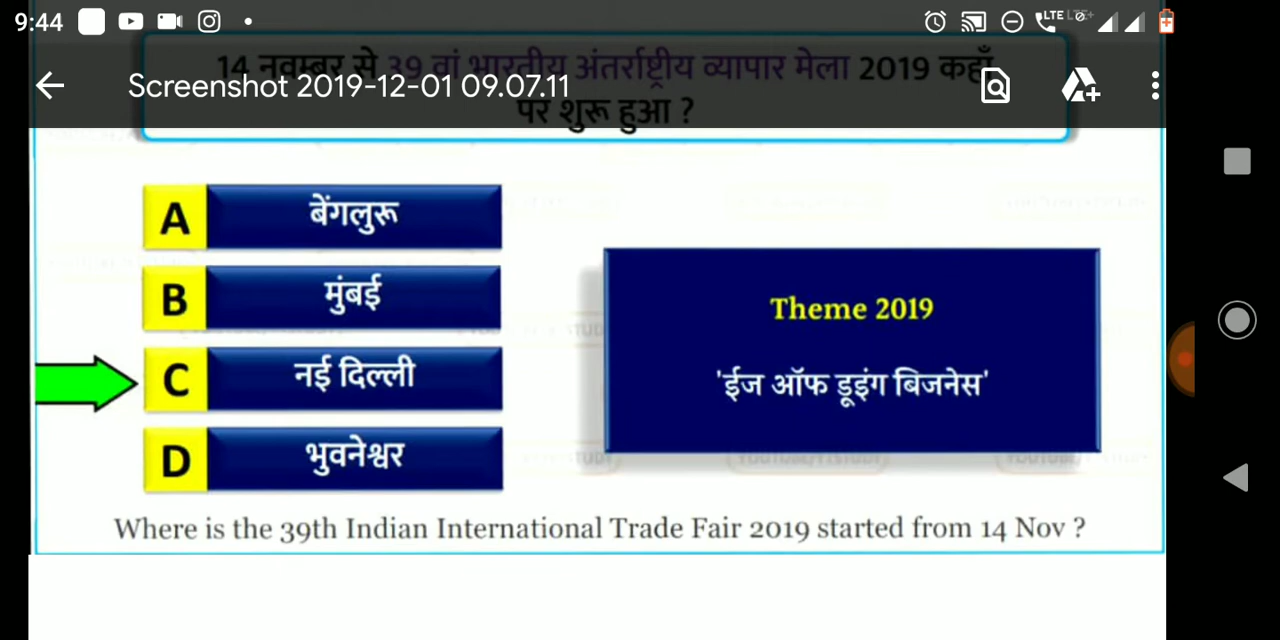 9:44
LTE LTE+
14 नवम्बर से 39 वां भारतीय अंतर्राष्ट्रीय व्यापार मेला 2019 कहाँ
Screenshot 2019-12-01 09.07.11
पर शुरू हुआ ?
A बेंगलुरू
B मुंबई
C नई दिल्ली
D भुवनेश्वर
Theme 2019
'ईज ऑफ डूइंग बिजनेस'
Where is the 39th Indian International Trade Fair 2019 started from 14 Nov ?